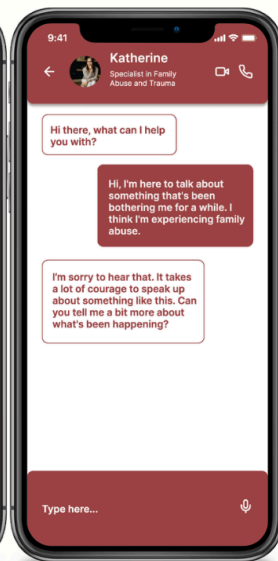 9:41
Katherine
Specialist in Family
Abuse and Trauma
Hi there, what can I help
you with?
Hi, I'm here to talk about
something that's been
bothering me for a while. I
think I'm experiencing family
abuse.
I'm sorry to hear that. It takes
a lot of courage to speak up
about something like this. Can
you tell me a bit more about
what's been happening?
Type here...